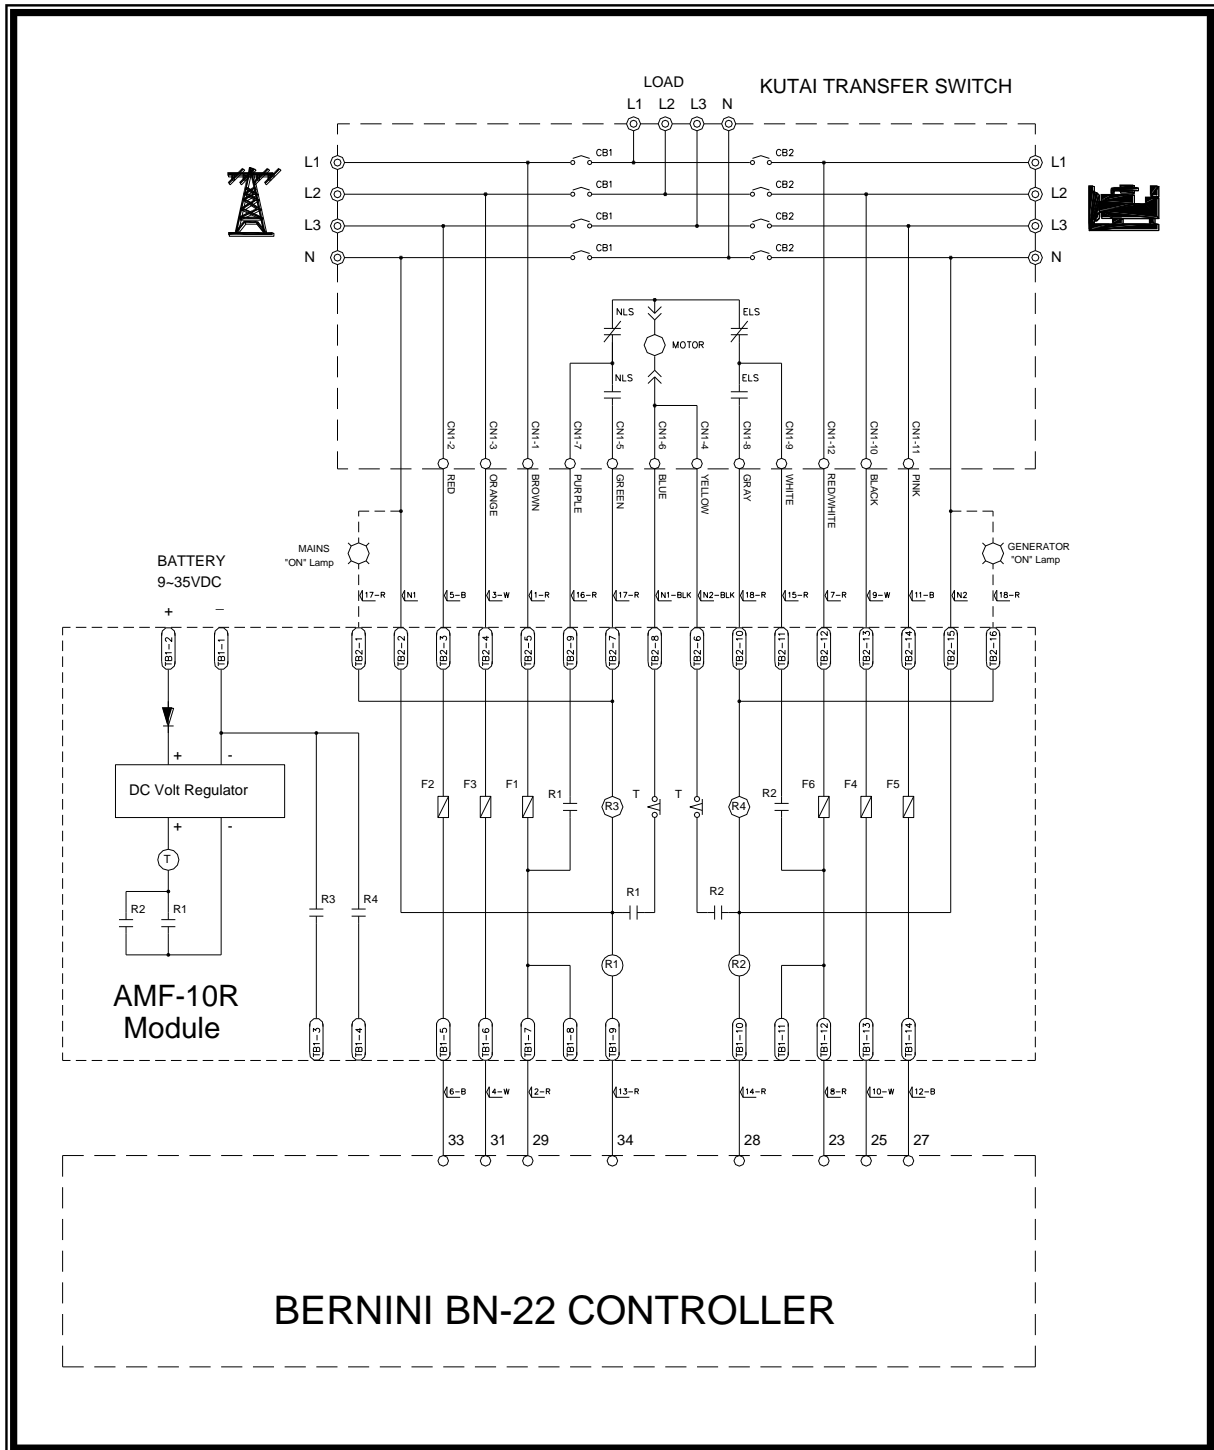 LOAD
KUTAI TRANSFER SWITCH
L1 L2 L3 N
L1 CB1 CB2 L1
L2 CB1 CB2 L2
L3 CB1 CB2 L3
N CB1 CB2 N
NLS ELS
MOTOR
NLS ELS
CN1-2 CN1-3 CN1-1 CN1-7 CN1-5 CN1-6 CN1-4 CN1-8 CN1-9 CN1-12 CN1-10 CN1-11
RED ORANGE BROWN PURPLE GREEN BLUE YELLOW GRAY WHITE RED/WHITE BLACK PINK
MAINS
"ON" Lamp
GENERATOR
"ON" Lamp
BATTERY
9~35VDC
+ −
17-R N1 5-B 3-W 1-R 16-R 17-R N1-BLK N2-BLK 18-R 15-R 7-R 9-W 11-B N2 18-R
TB1-2 TB1-1 TB2-1 TB2-2 TB2-3 TB2-4 TB2-5 TB2-9 TB2-7 TB2-8 TB2-6 TB2-10 TB2-11 TB2-12 TB2-13 TB2-14 TB2-15 TB2-16
+ -
DC Volt Regulator
F2 F3 F1 R1 R3 T T R4 R2 F6 F4 F5
+ -
T
R2 R1 R3 R4 R1 R2
R1 R2
AMF-10R
Module
TB1-3 TB1-4 TB1-5 TB1-6 TB1-7 TB1-8 TB1-9 TB1-10 TB1-11 TB1-12 TB1-13 TB1-14
6-B 4-W 2-R 13-R 14-R 8-R 10-W 12-B
33 31 29 34 28 23 25 27
BERNINI BN-22 CONTROLLER